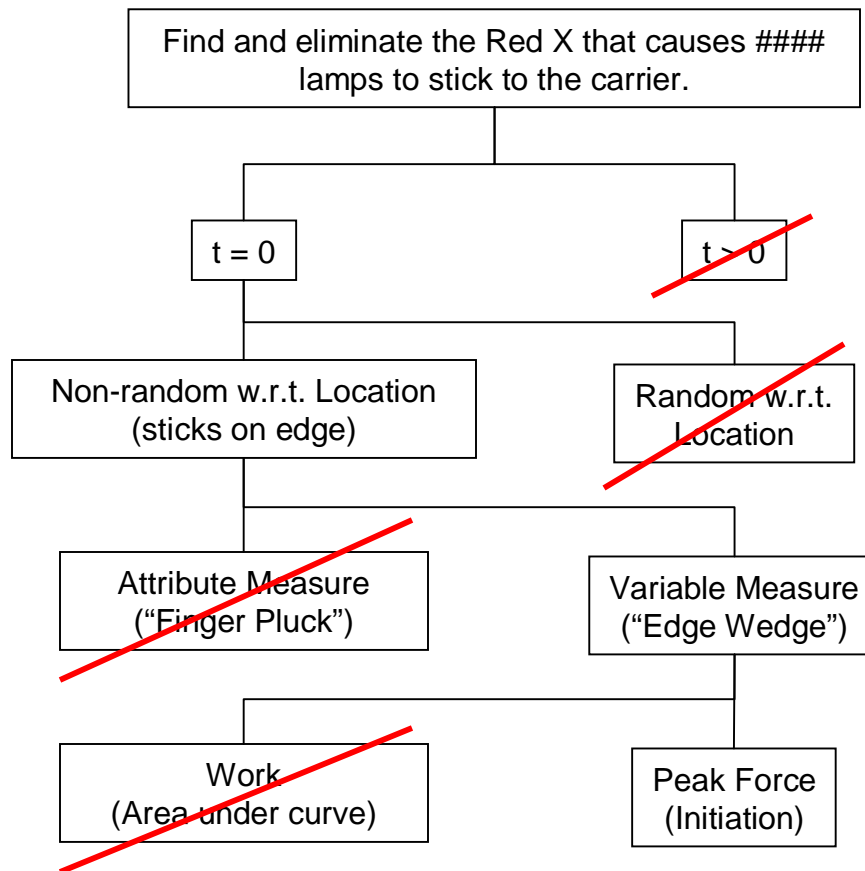 Find and eliminate the Red X that causes ####
lamps to stick to the carrier.
t = 0
t > 0
Non-random w.r.t. Location
(sticks on edge)
Random w.r.t.
Location
Attribute Measure
(“Finger Pluck”)
Variable Measure
(“Edge Wedge”)
Work
(Area under curve)
Peak Force
(Initiation)